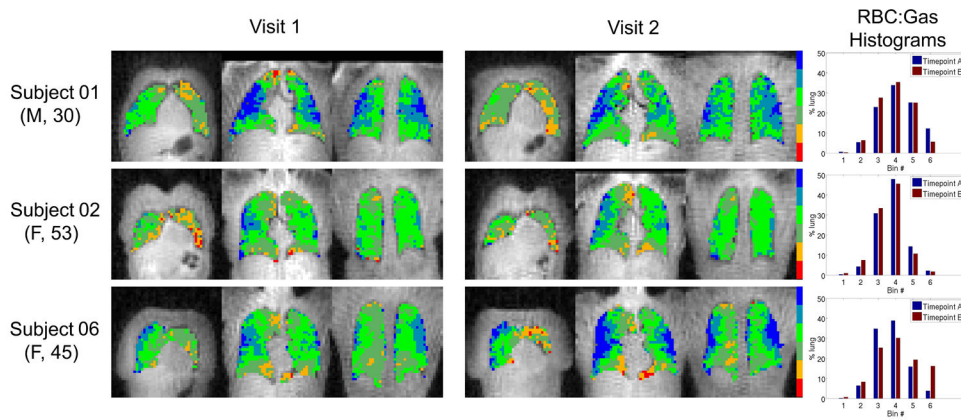 Visit 1
Visit 2
RBC:Gas
Histograms
Subject 01
(M, 30)
50
40
30
20
10
0
% lung
1 2 3 4 5 6
Bin #
Timepoint A
Timepoint B
Subject 02
(F, 53)
50
40
30
20
10
0
% lung
1 2 3 4 5 6
Bin #
Timepoint A
Timepoint B
Subject 06
(F, 45)
50
40
30
20
10
0
% lung
1 2 3 4 5 6
Bin #
Timepoint A
Timepoint B